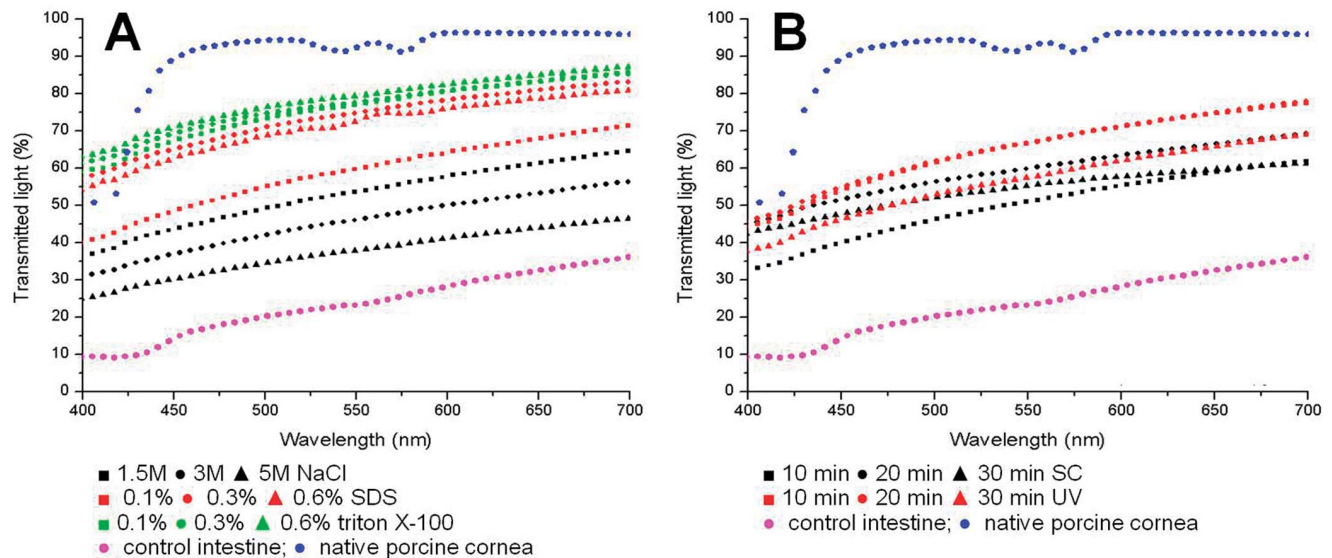 A
B
Transmitted light (%)
100
90
80
70
60
50
40
30
20
10
0
400 450 500 550 600 650 700
Wavelength (nm)
■ 1.5M ● 3M ▲ 5M NaCl
■ 0.1% ● 0.3% ▲ 0.6% SDS
■ 0.1% ● 0.3% ▲ 0.6% triton X-100
● control intestine; ● native porcine cornea
Transmitted light (%)
100
90
80
70
60
50
40
30
20
10
0
400 450 500 550 600 650 700
Wavelength (nm)
■ 10 min ● 20 min ▲ 30 min SC
■ 10 min ● 20 min ▲ 30 min UV
● control intestine; ● native porcine cornea